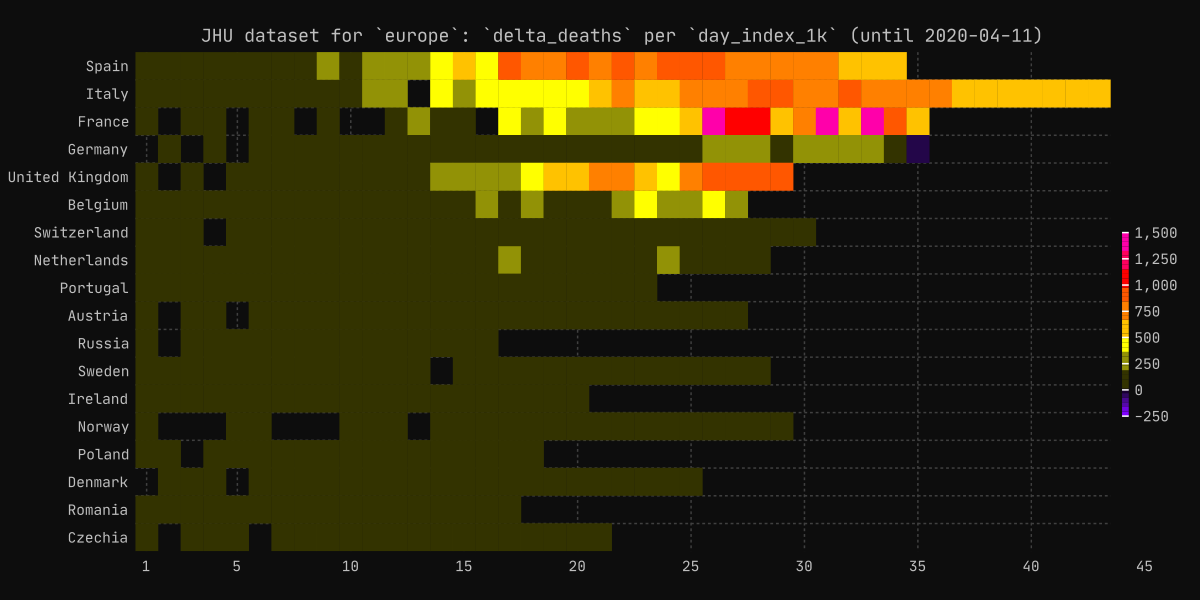 JHU dataset for `europe`: `delta_deaths` per `day_index_1k` (until 2020-04-11)
Spain
Italy
France
Germany
United Kingdom
Belgium
Switzerland
Netherlands
Portugal
Austria
Russia
Sweden
Ireland
Norway
Poland
Denmark
Romania
Czechia
1 5 10 15 20 25 30 35 40 45
1,500
1,250
1,000
750
500
250
0
−250